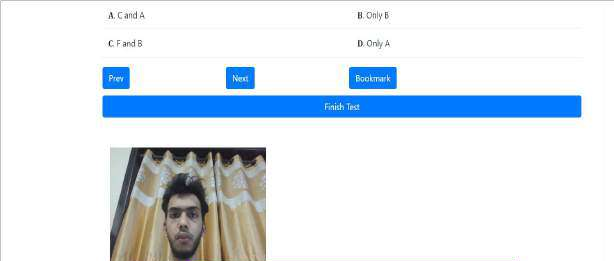 A. C and A B. Only B
C. F and B D. Only A
Prev Next Bookmark
Finish Test